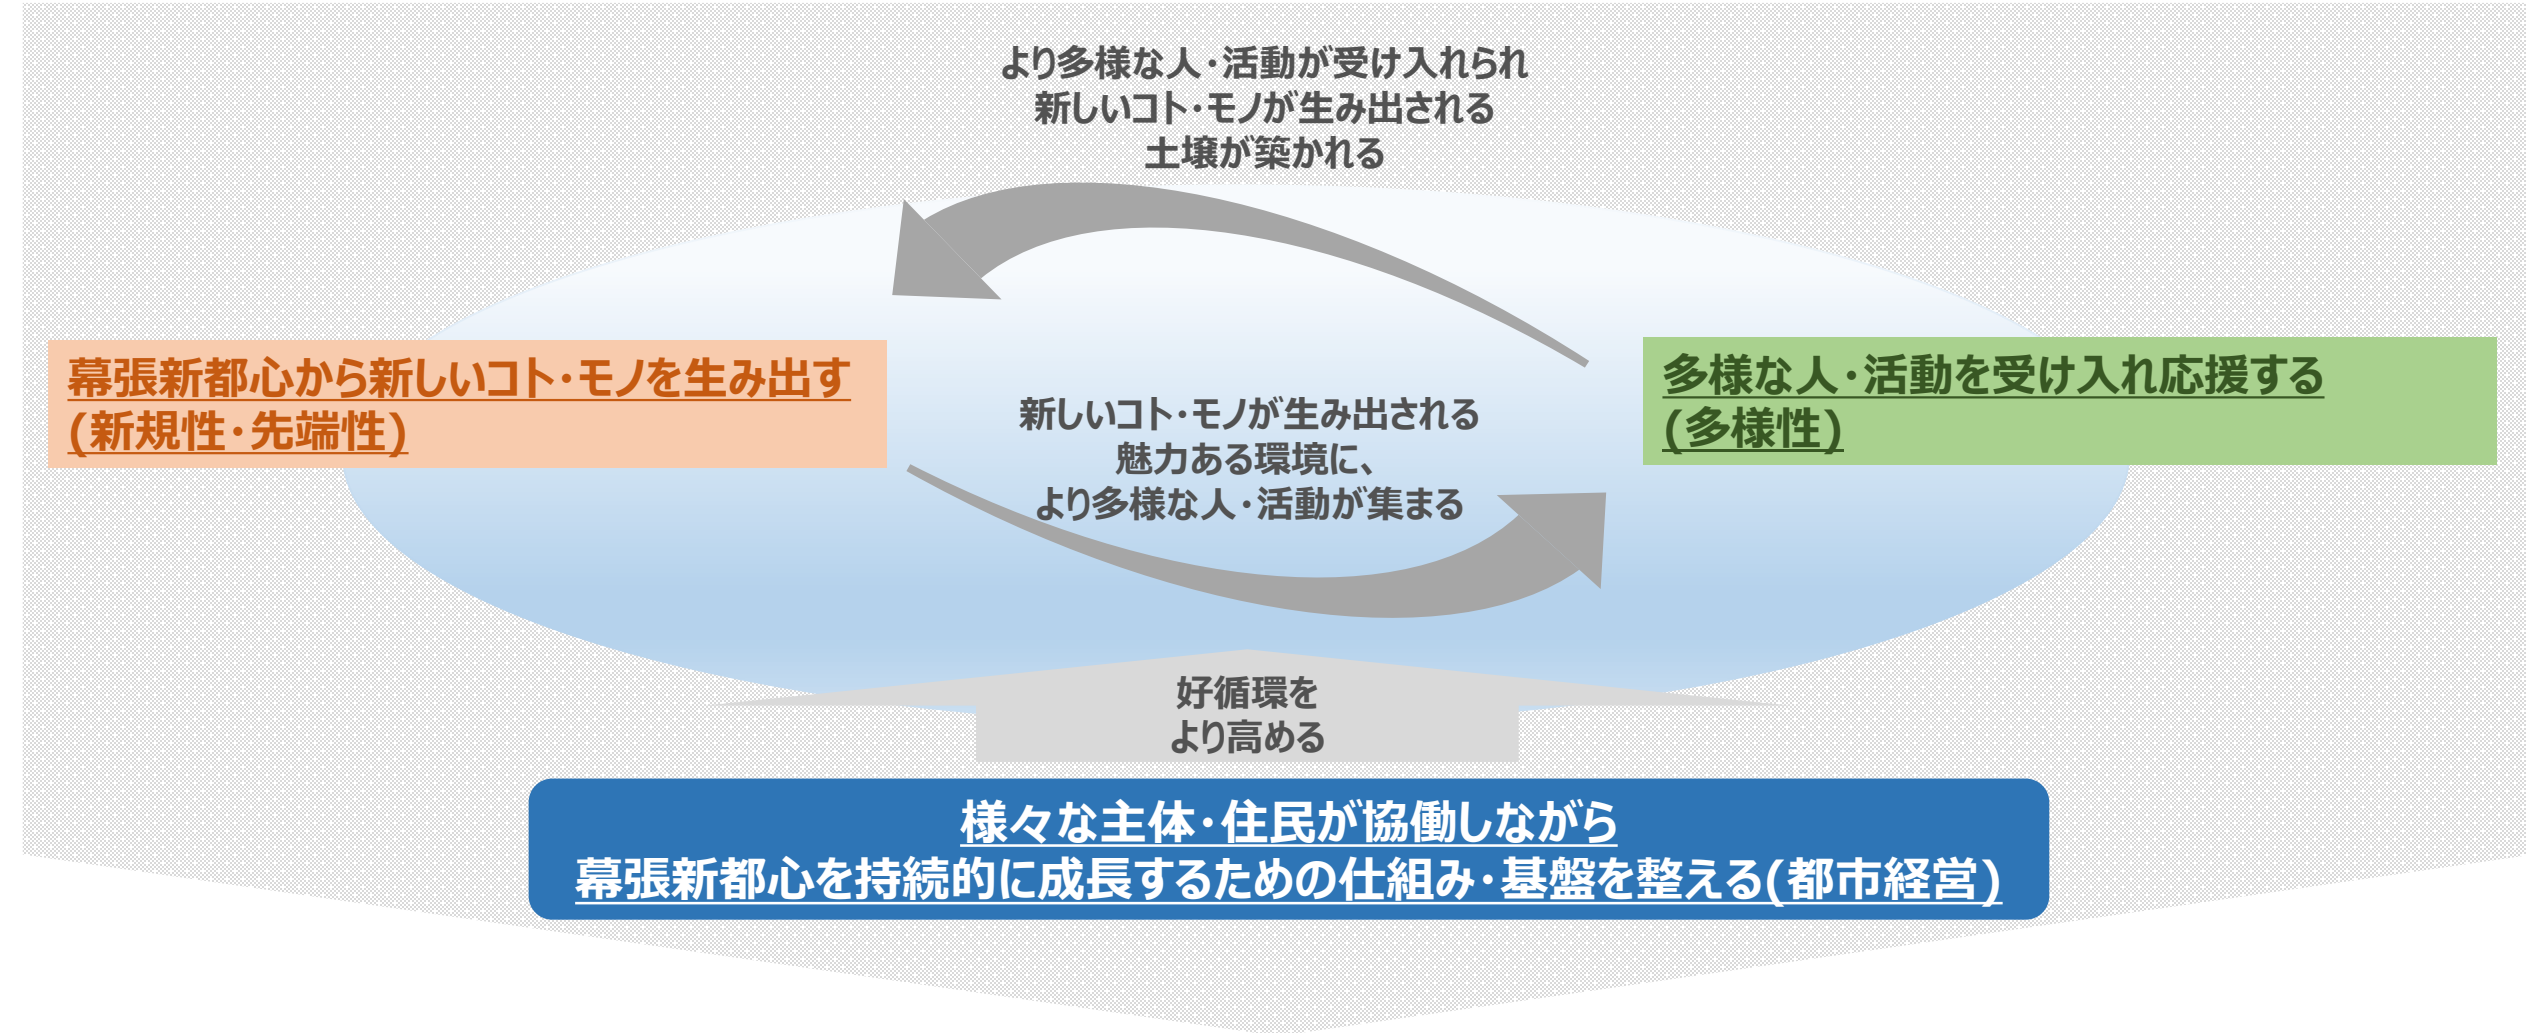 より多様な人・活動が受け入れられ
新しいコト・モノが生み出される
土壌が築かれる
幕張新都心から新しいコト・モノを生み出す
(新規性・先端性)
多様な人・活動を受け入れ応援する
(多様性)
新しいコト・モノが生み出される
魅力ある環境に、
より多様な人・活動が集まる
好循環を
より高める
様々な主体・住民が協働しながら
幕張新都心を持続的に成長するための仕組み・基盤を整える(都市経営)